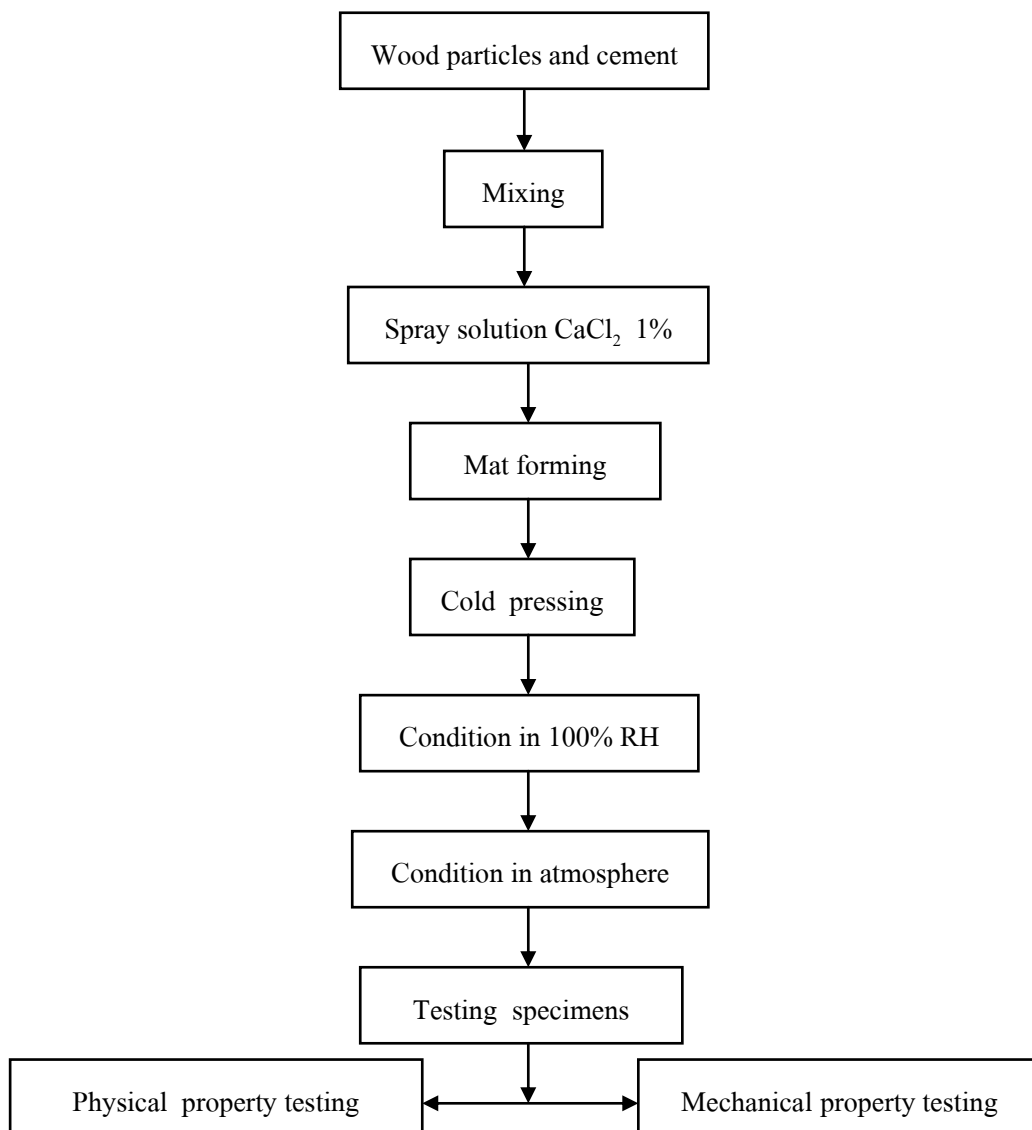 Wood particles and cement
Mixing
Spray solution CaCl₂ 1%
Mat forming
Cold pressing
Condition in 100% RH
Condition in atmosphere
Testing specimens
Physical property testing
Mechanical property testing